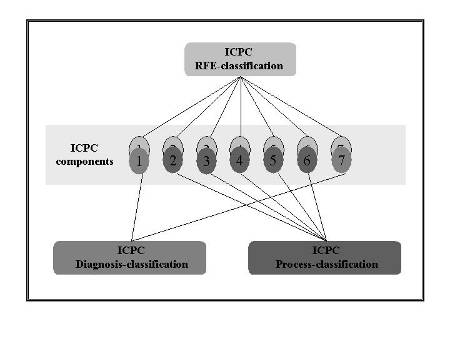 ICPC
RFE-classification
ICPC
components
1 2 3 4 5 6 7
ICPC
Diagnosis-classification
ICPC
Process-classification